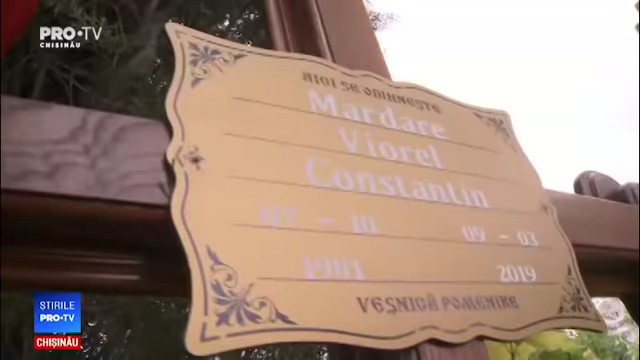 PRO•TV
CHIȘINĂU
AICI SE ODIHNEȘTE
Mardare
Viorel
Constantin
07 – 10 09 – 03
1981 2019
VEȘNICĂ POMENIRE
ȘTIRILE
PRO•TV
CHIȘINĂU